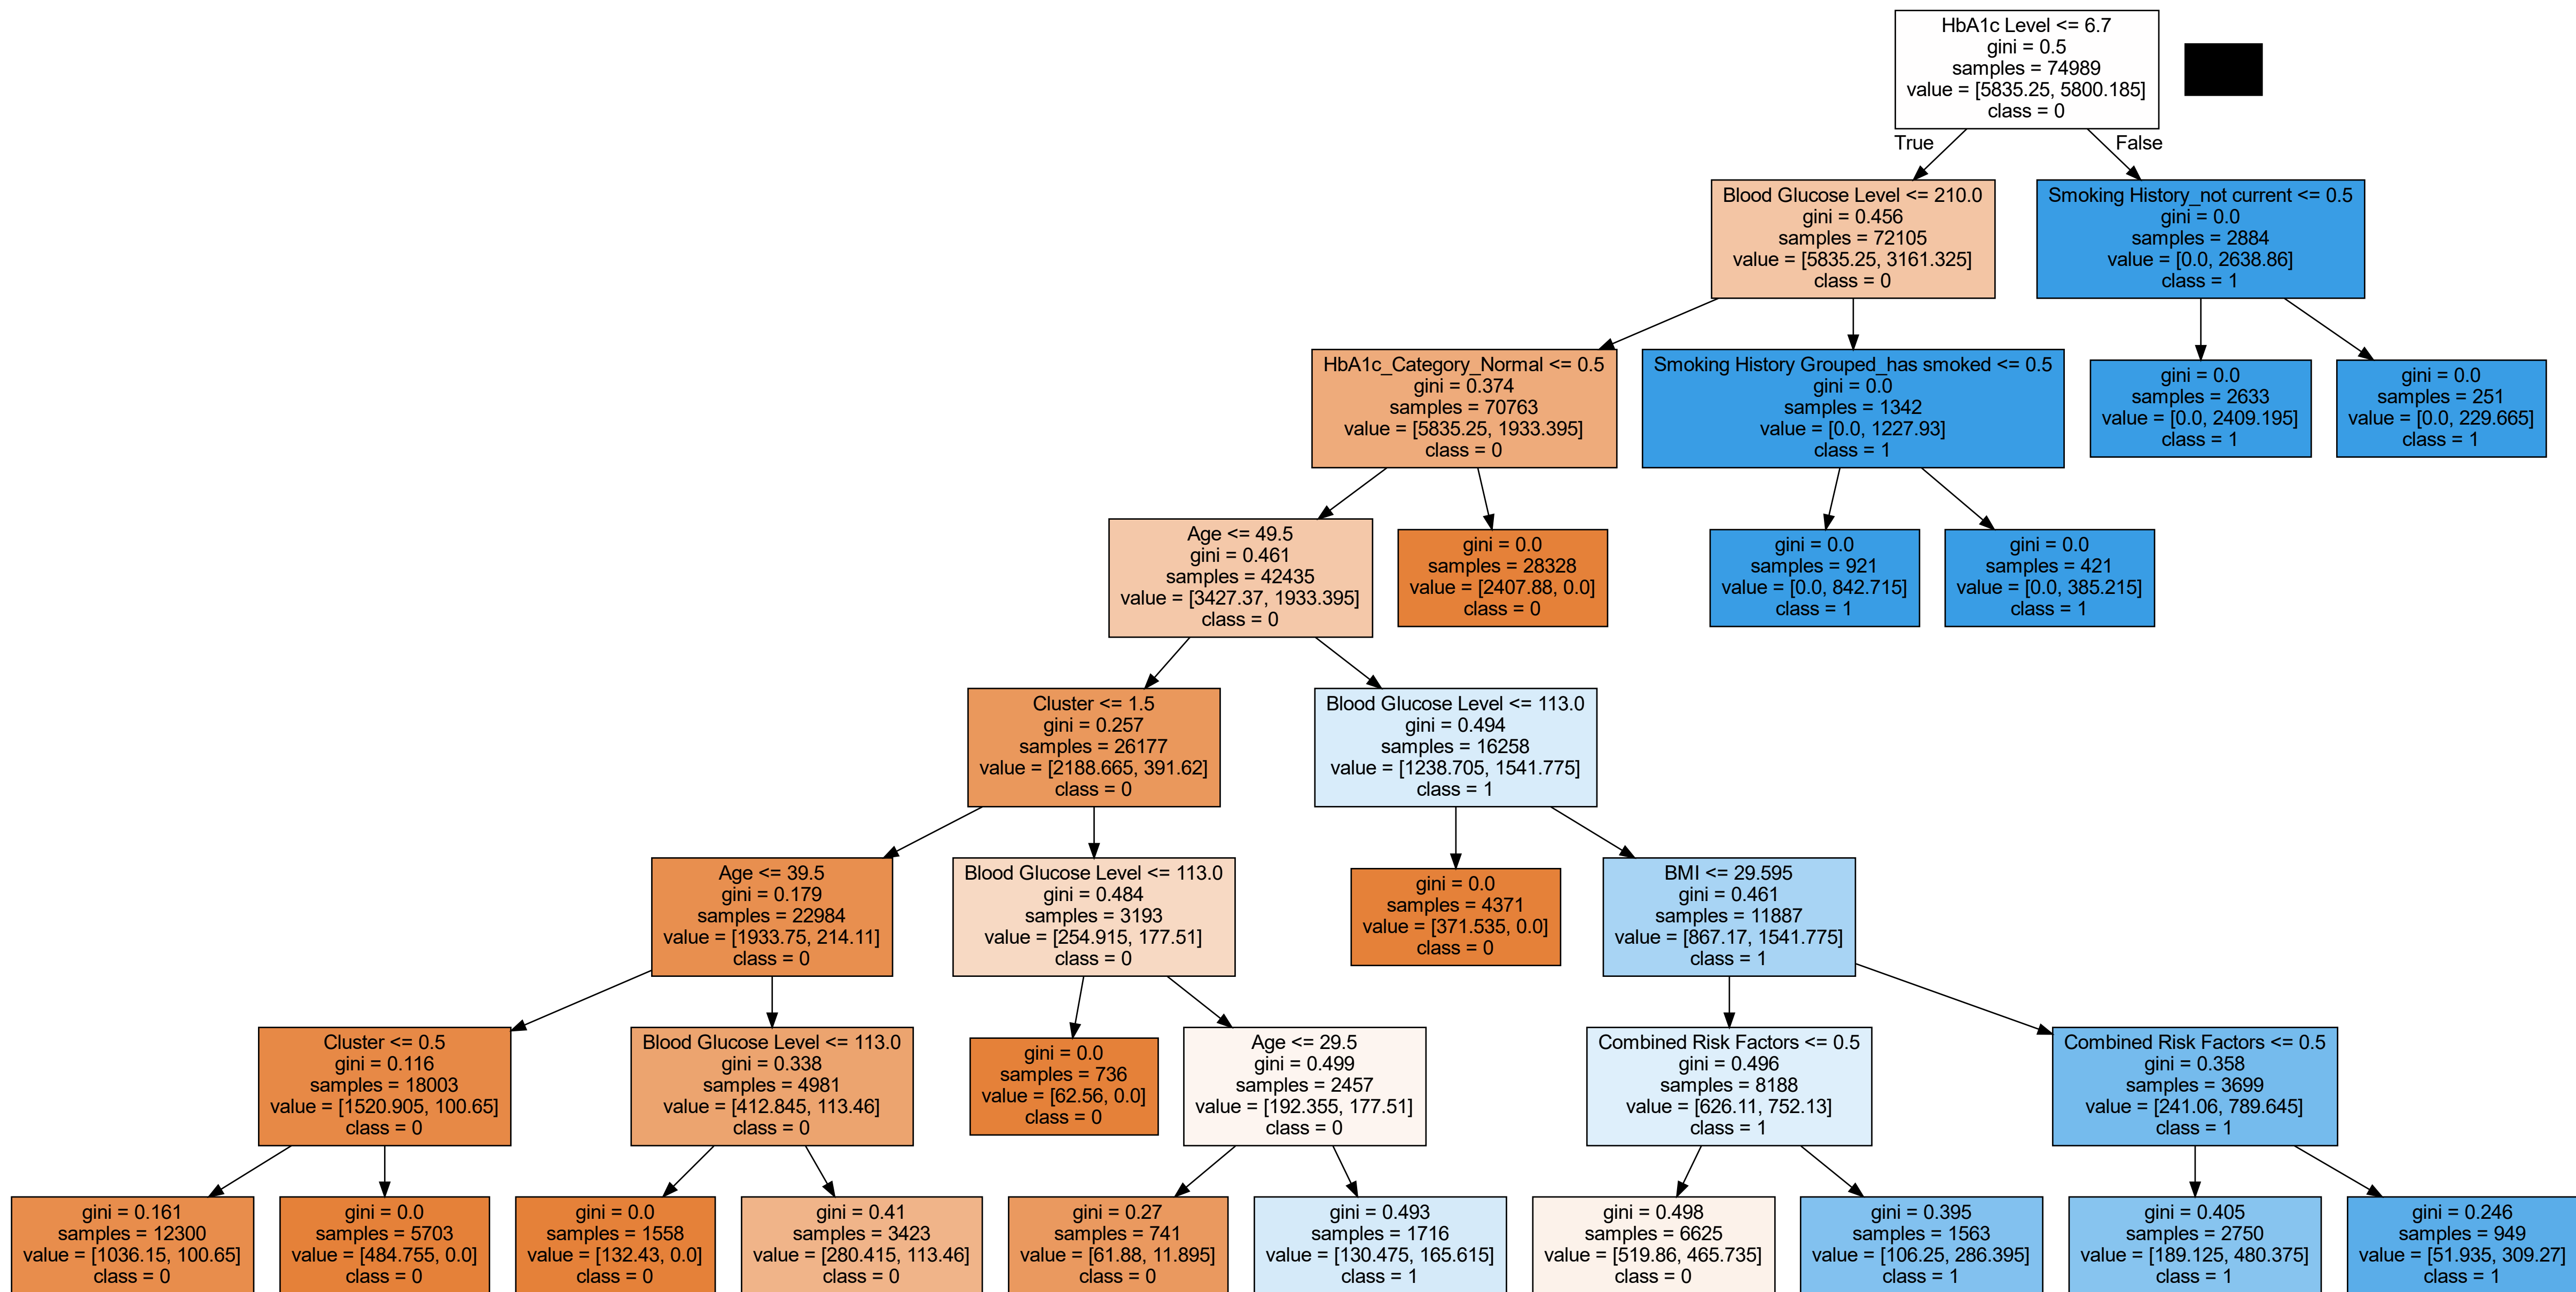 HbA1c Level <= 6.7
gini = 0.5
samples = 74989
value = [5835.25, 5800.185]
class = 0
True
False
Blood Glucose Level <= 210.0
gini = 0.456
samples = 72105
value = [5835.25, 3161.325]
class = 0
Smoking History_not current <= 0.5
gini = 0.0
samples = 2884
value = [0.0, 2638.86]
class = 1
HbA1c_Category_Normal <= 0.5
gini = 0.374
samples = 70763
value = [5835.25, 1933.395]
class = 0
Smoking History Grouped_has smoked <= 0.5
gini = 0.0
samples = 1342
value = [0.0, 1227.93]
class = 1
gini = 0.0
samples = 2633
value = [0.0, 2409.195]
class = 1
gini = 0.0
samples = 251
value = [0.0, 229.665]
class = 1
Age <= 49.5
gini = 0.461
samples = 42435
value = [3427.37, 1933.395]
class = 0
gini = 0.0
samples = 28328
value = [2407.88, 0.0]
class = 0
gini = 0.0
samples = 921
value = [0.0, 842.715]
class = 1
gini = 0.0
samples = 421
value = [0.0, 385.215]
class = 1
Cluster <= 1.5
gini = 0.257
samples = 26177
value = [2188.665, 391.62]
class = 0
Blood Glucose Level <= 113.0
gini = 0.494
samples = 16258
value = [1238.705, 1541.775]
class = 1
Age <= 39.5
gini = 0.179
samples = 22984
value = [1933.75, 214.11]
class = 0
Blood Glucose Level <= 113.0
gini = 0.484
samples = 3193
value = [254.915, 177.51]
class = 0
gini = 0.0
samples = 4371
value = [371.535, 0.0]
class = 0
BMI <= 29.595
gini = 0.461
samples = 11887
value = [867.17, 1541.775]
class = 1
Cluster <= 0.5
gini = 0.116
samples = 18003
value = [1520.905, 100.65]
class = 0
Blood Glucose Level <= 113.0
gini = 0.338
samples = 4981
value = [412.845, 113.46]
class = 0
gini = 0.0
samples = 736
value = [62.56, 0.0]
class = 0
Age <= 29.5
gini = 0.499
samples = 2457
value = [192.355, 177.51]
class = 0
Combined Risk Factors <= 0.5
gini = 0.496
samples = 8188
value = [626.11, 752.13]
class = 1
Combined Risk Factors <= 0.5
gini = 0.358
samples = 3699
value = [241.06, 789.645]
class = 1
gini = 0.161
samples = 12300
value = [1036.15, 100.65]
class = 0
gini = 0.0
samples = 5703
value = [484.755, 0.0]
class = 0
gini = 0.0
samples = 1558
value = [132.43, 0.0]
class = 0
gini = 0.41
samples = 3423
value = [280.415, 113.46]
class = 0
gini = 0.27
samples = 741
value = [61.88, 11.895]
class = 0
gini = 0.493
samples = 1716
value = [130.475, 165.615]
class = 1
gini = 0.498
samples = 6625
value = [519.86, 465.735]
class = 0
gini = 0.395
samples = 1563
value = [106.25, 286.395]
class = 1
gini = 0.405
samples = 2750
value = [189.125, 480.375]
class = 1
gini = 0.246
samples = 949
value = [51.935, 309.27]
class = 1